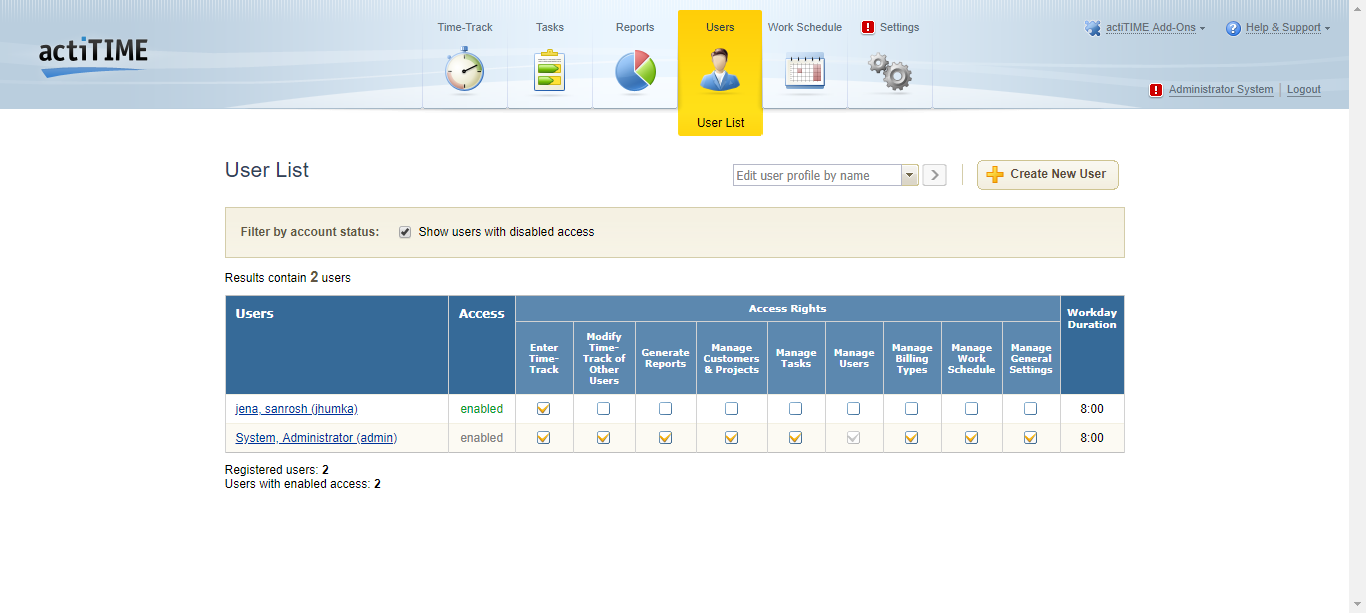 actiTIME
Time-Track
Tasks
Reports
Users
Work Schedule
! Settings
actiTIME Add-Ons
? Help & Support
! Administrator System
Logout
User List
User List
Edit user profile by name
Create New User
Filter by account status: Show users with disabled access
Results contain 2 users
Users
Access
Access Rights
Workday
Duration
Enter
Time-
Track
Modify
Time-
Track of
Other
Users
Generate
Reports
Manage
Customers
& Projects
Manage
Tasks
Manage
Users
Manage
Billing
Types
Manage
Work
Schedule
Manage
General
Settings
jena, sanrosh (jhumka) enabled 8:00
System, Administrator (admin) enabled 8:00
Registered users: 2
Users with enabled access: 2